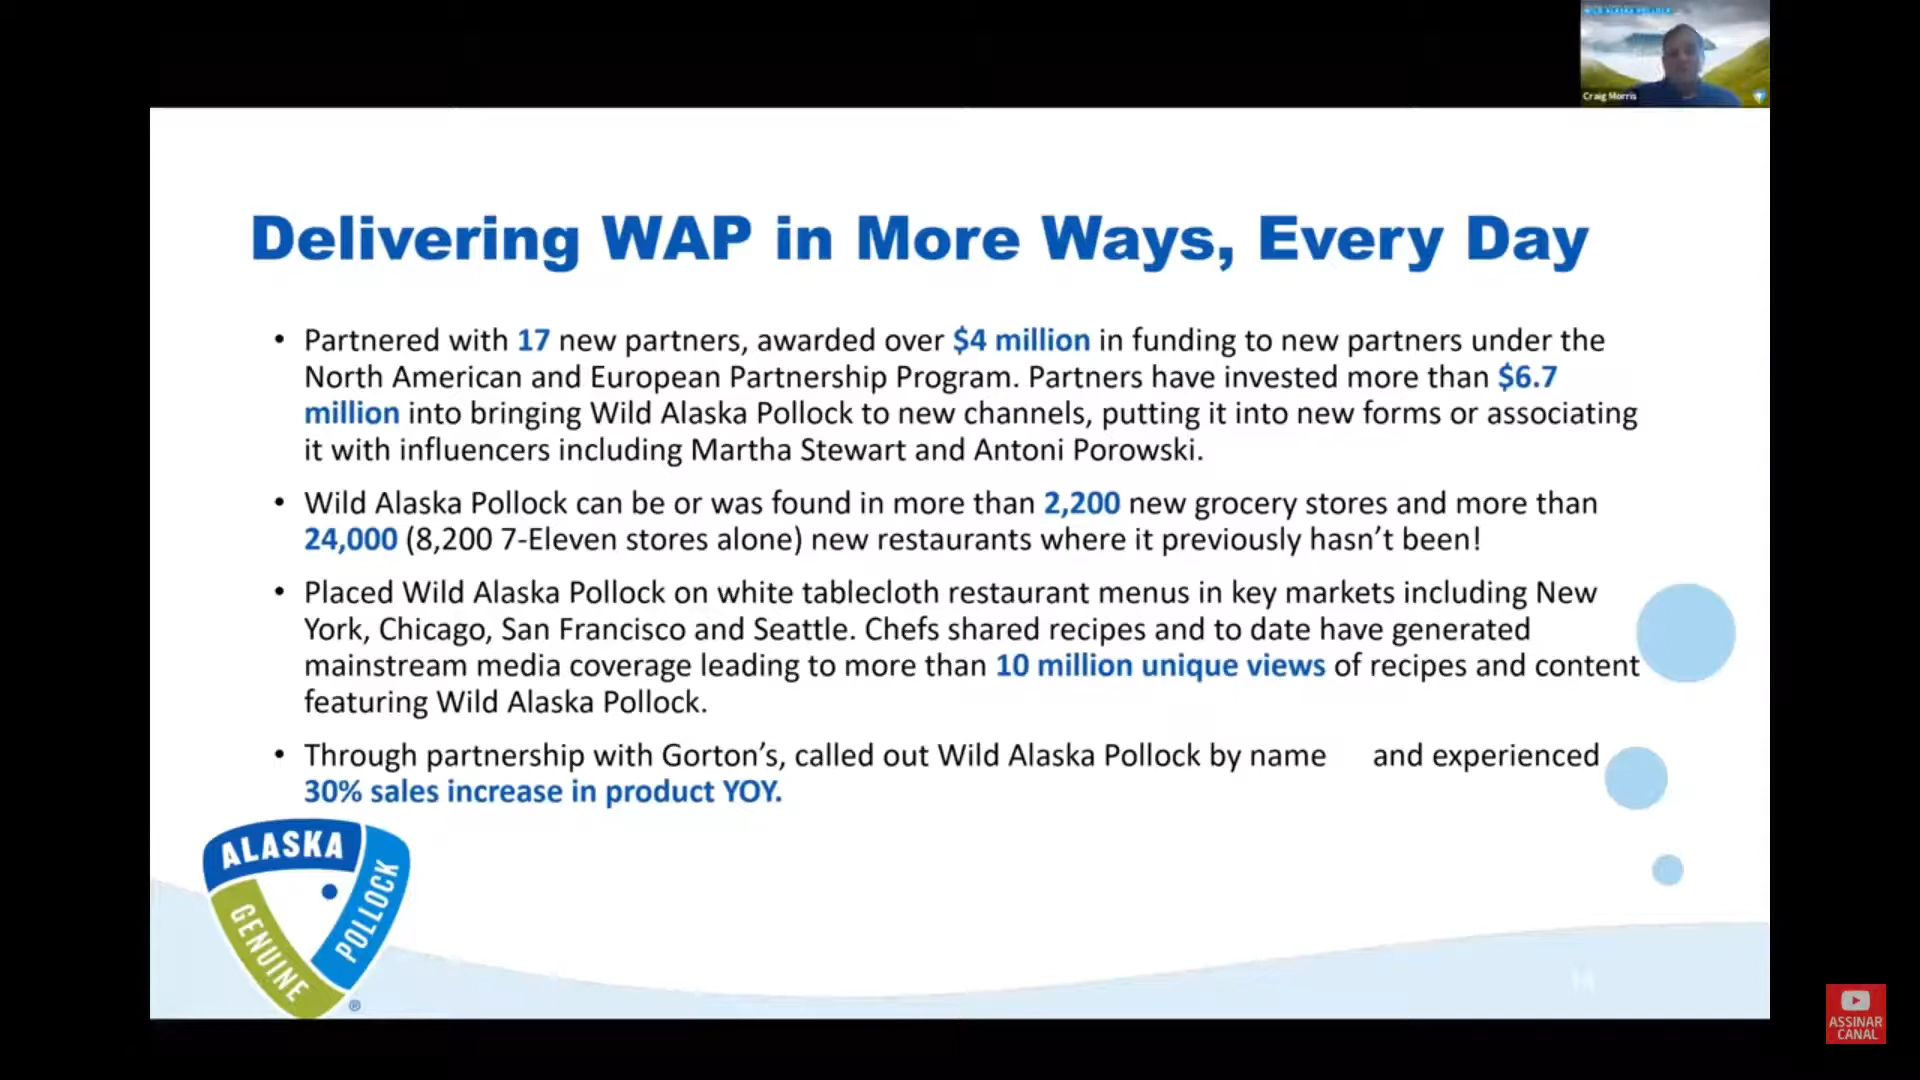 WILD ALASKA POLLOCK
Craig Morris
Delivering WAP in More Ways, Every Day
• Partnered with 17 new partners, awarded over $4 million in funding to new partners under the
North American and European Partnership Program. Partners have invested more than $6.7
million into bringing Wild Alaska Pollock to new channels, putting it into new forms or associating
it with influencers including Martha Stewart and Antoni Porowski.
• Wild Alaska Pollock can be or was found in more than 2,200 new grocery stores and more than
24,000 (8,200 7-Eleven stores alone) new restaurants where it previously hasn’t been!
• Placed Wild Alaska Pollock on white tablecloth restaurant menus in key markets including New
York, Chicago, San Francisco and Seattle. Chefs shared recipes and to date have generated
mainstream media coverage leading to more than 10 million unique views of recipes and content
featuring Wild Alaska Pollock.
• Through partnership with Gorton’s, called out Wild Alaska Pollock by name and experienced
30% sales increase in product YOY.
ALASKA
POLLOCK
GENUINE
®
ASSINAR
CANAL